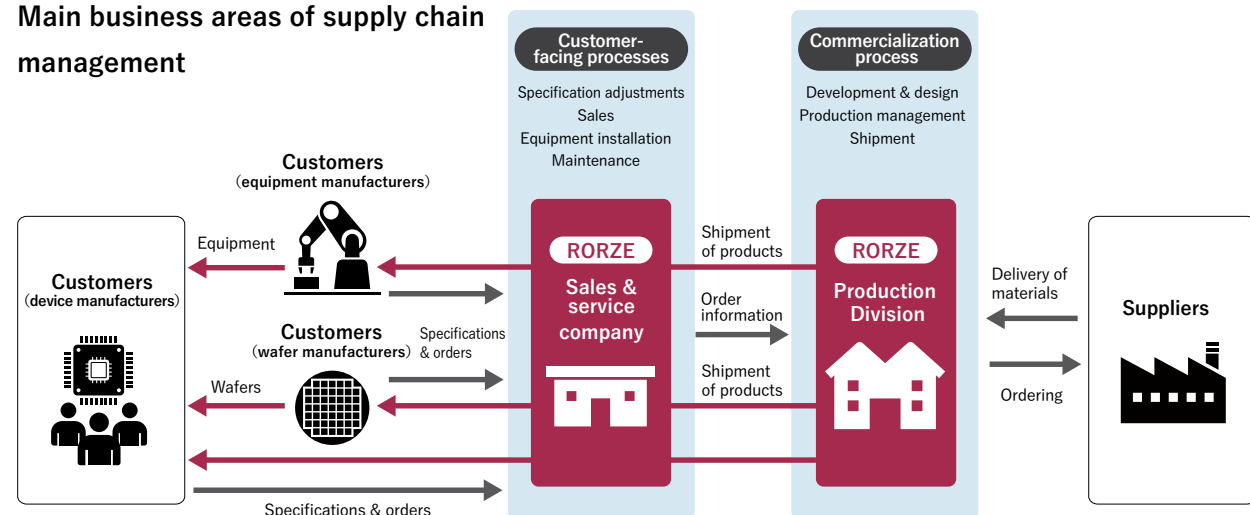 Main business areas of supply chain
management
Customer-
facing processes
Specification adjustments
Sales
Equipment installation
Maintenance
Commercialization
process
Development & design
Production management
Shipment
Customers
(equipment manufacturers)
Equipment
Customers
(device manufacturers)
Customers
(wafer manufacturers)
Specifications
& orders
Wafers
Specifications & orders
RORZE
Sales &
service
company
Shipment
of products
Order
information
Shipment
of products
RORZE
Production
Division
Delivery of
materials
Ordering
Suppliers